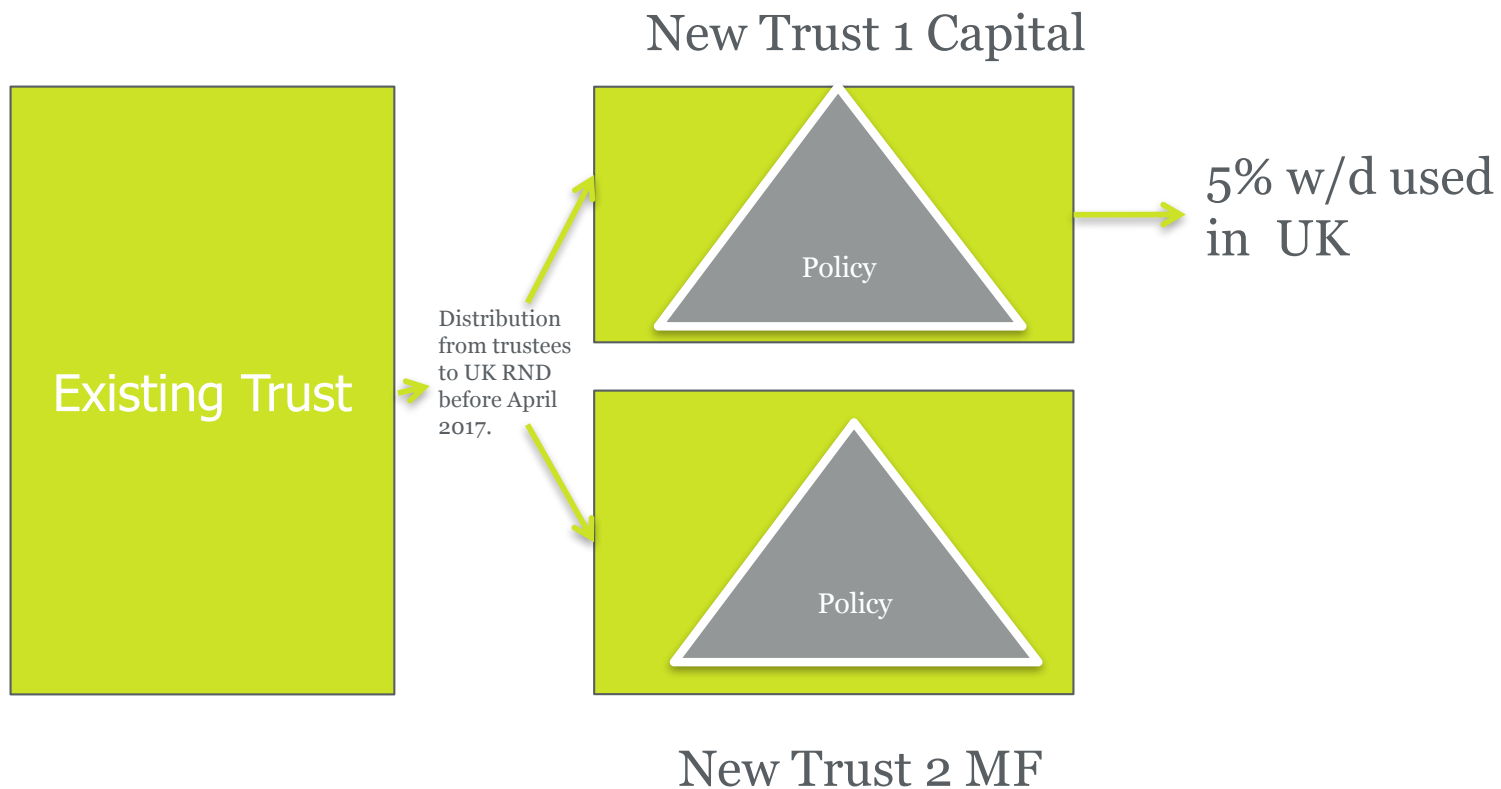 New Trust 1 Capital
Existing Trust
Distribution
from trustees
to UK RND
before April
2017.
Policy
5% w/d used
in UK
Policy
New Trust 2 MF